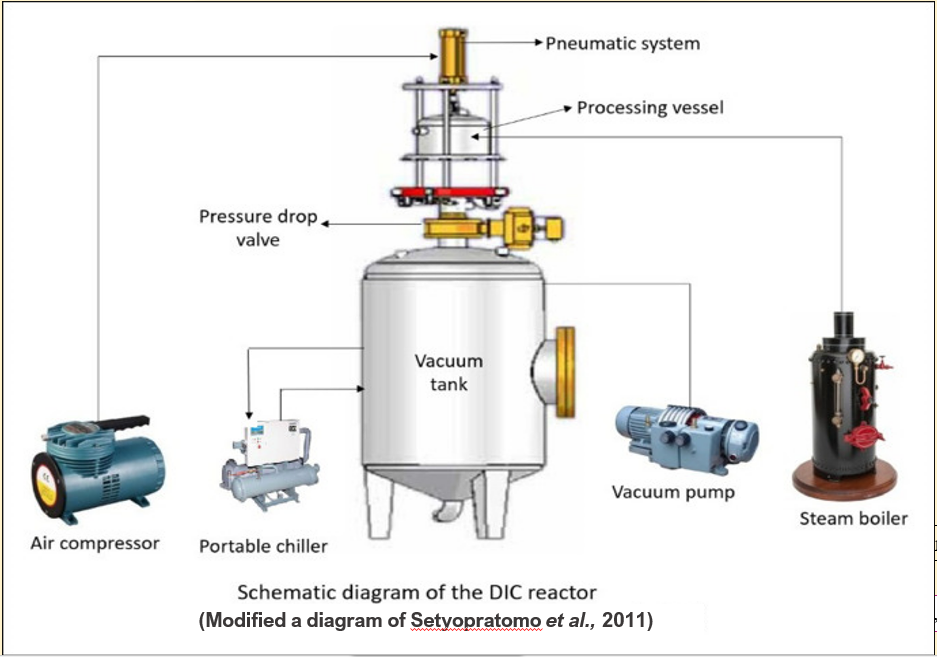 Pneumatic system
Processing vessel
Pressure drop
valve
Vacuum
tank
Air compressor
Portable chiller
Vacuum pump
Steam boiler
Schematic diagram of the DIC reactor
(Modified a diagram of Setyopratomo et al., 2011)